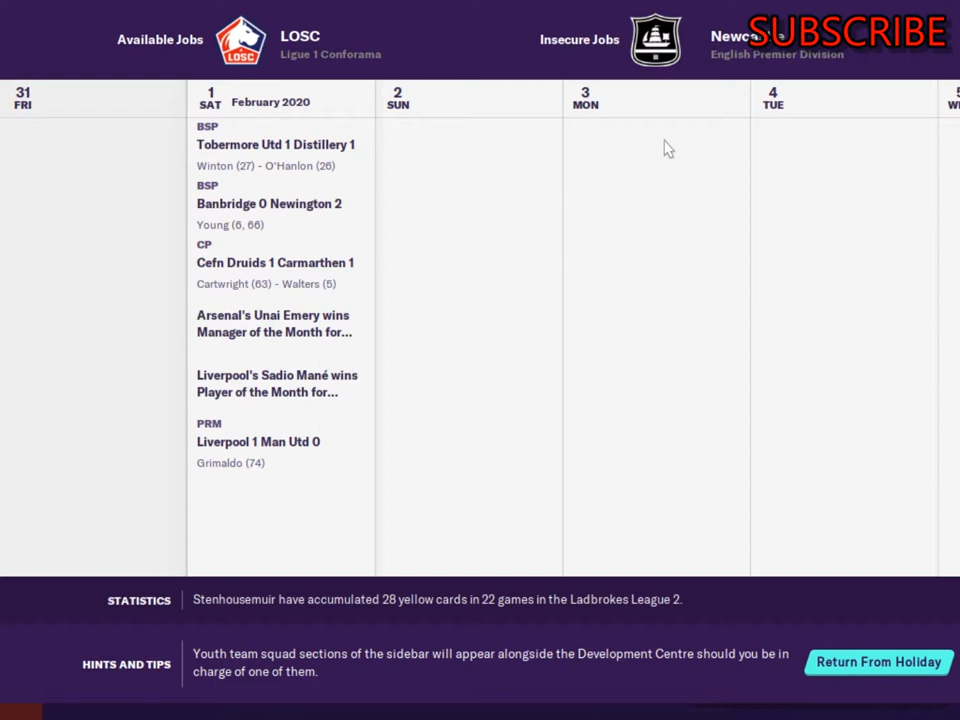 Available Jobs
LOSC
LOSC
Ligue 1 Conforama
Insecure Jobs
SUBSCRIBE
English Premier Division
31
FRI
1
SAT February 2020
2
SUN
3
MON
4
TUE
BSP
Tobermore Utd 1 Distillery 1
Winton (27) - O'Hanlon (26)
BSP
Banbridge 0 Newington 2
Young (6, 66)
CP
Cefn Druids 1 Carmarthen 1
Cartwright (63) - Walters (5)
Arsenal's Unai Emery wins
Manager of the Month for...
Liverpool's Sadio Mané wins
Player of the Month for...
PRM
Liverpool 1 Man Utd 0
Grimaldo (74)
STATISTICS
Stenhousemuir have accumulated 28 yellow cards in 22 games in the Ladbrokes League 2.
HINTS AND TIPS
Youth team squad sections of the sidebar will appear alongside the Development Centre should you be in
charge of one of them.
Return From Holiday